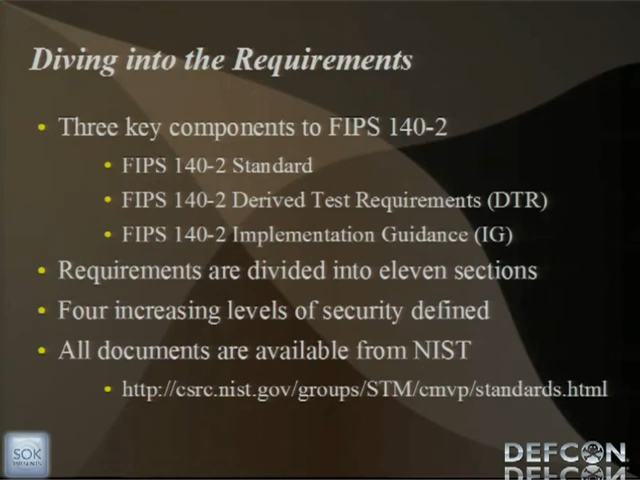 Diving into the Requirements
• Three key components to FIPS 140-2
• FIPS 140-2 Standard
• FIPS 140-2 Derived Test Requirements (DTR)
• FIPS 140-2 Implementation Guidance (IG)
• Requirements are divided into eleven sections
• Four increasing levels of security defined
• All documents are available from NIST
• http://csrc.nist.gov/groups/STM/cmvp/standards.html
SOK
PRESENTS
DEFCON